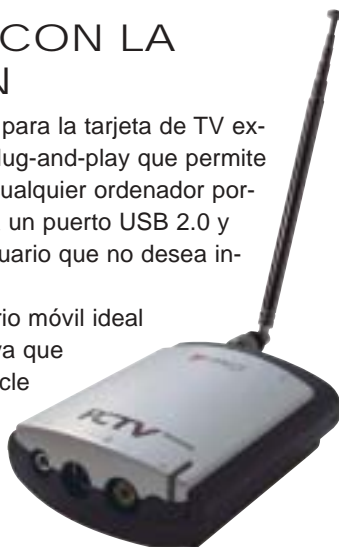 CON LA
N
para la tarjeta de TV ex-
lug-and-play que permite
ualquier ordenador por-
un puerto USB 2.0 y
uario que no desea in-
rio móvil ideal
ya que
cle
PCTV